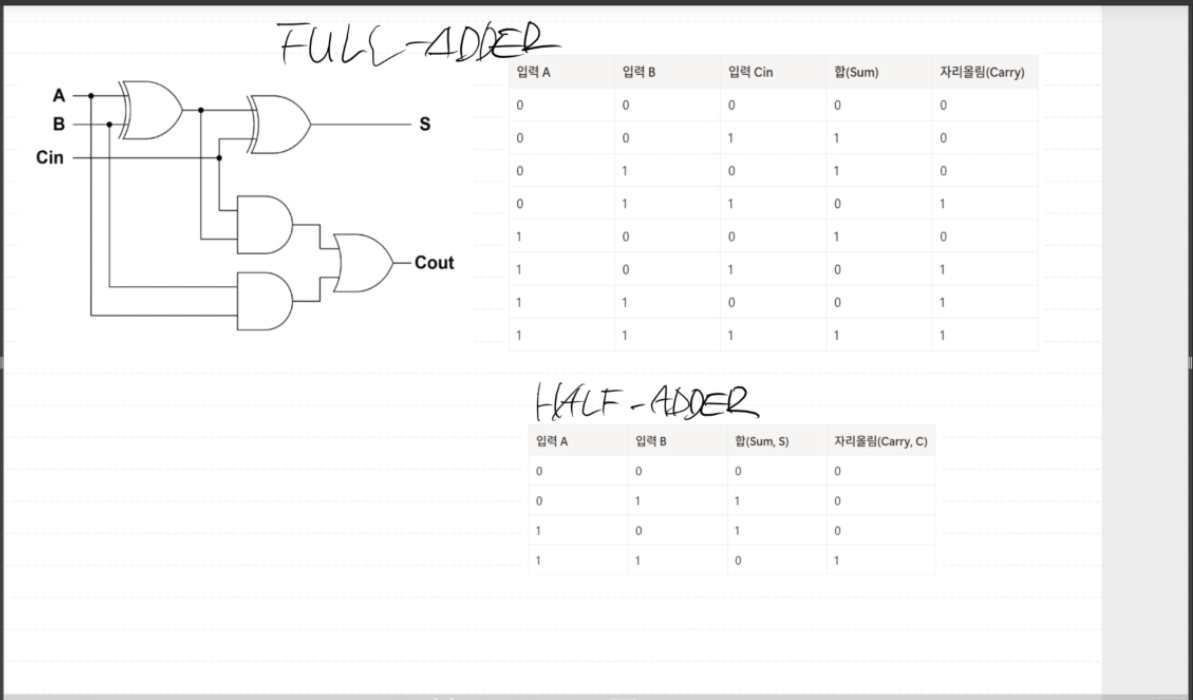 FULL-ADDER
A
B
Cin
S
Cout
입력 A 입력 B 입력 Cin 합(Sum) 자리올림(Carry)
0 0 0 0 0
0 0 1 1 0
0 1 0 1 0
0 1 1 0 1
1 0 0 1 0
1 0 1 0 1
1 1 0 0 1
1 1 1 1 1
HALF-ADDER
입력 A 입력 B 합(Sum, S) 자리올림(Carry, C)
0 0 0 0
0 1 1 0
1 0 1 0
1 1 0 1